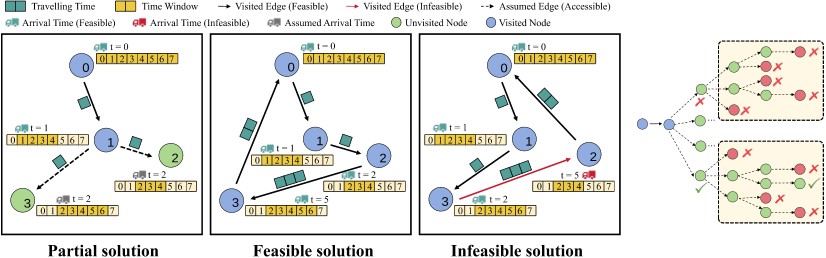 Travelling Time Time Window Visited Edge (Feasible) Visited Edge (Infeasible) Assumed Edge (Accessible)
Arrival Time (Feasible) Arrival Time (Infeasible) Assumed Arrival Time Unvisited Node Visited Node
t = 0
0 1 2 3 4 5 6 7
0
t = 1
0 1 2 3 4 5 6 7
1
2
t = 2
0 1 2 3 4 5 6 7
3
t = 2
0 1 2 3 4 5 6 7
Partial solution
t = 0
0 1 2 3 4 5 6 7
0
1
t = 1
0 1 2 3 4 5 6 7
2
t = 2
0 1 2 3 4 5 6 7
3
t = 5
0 1 2 3 4 5 6 7
Feasible solution
t = 0
0 1 2 3 4 5 6 7
0
t = 1
0 1 2 3 4 5 6 7
1
2
t = 5
0 1 2 3 4 5 6 7
3
t = 2
0 1 2 3 4 5 6 7
Infeasible solution